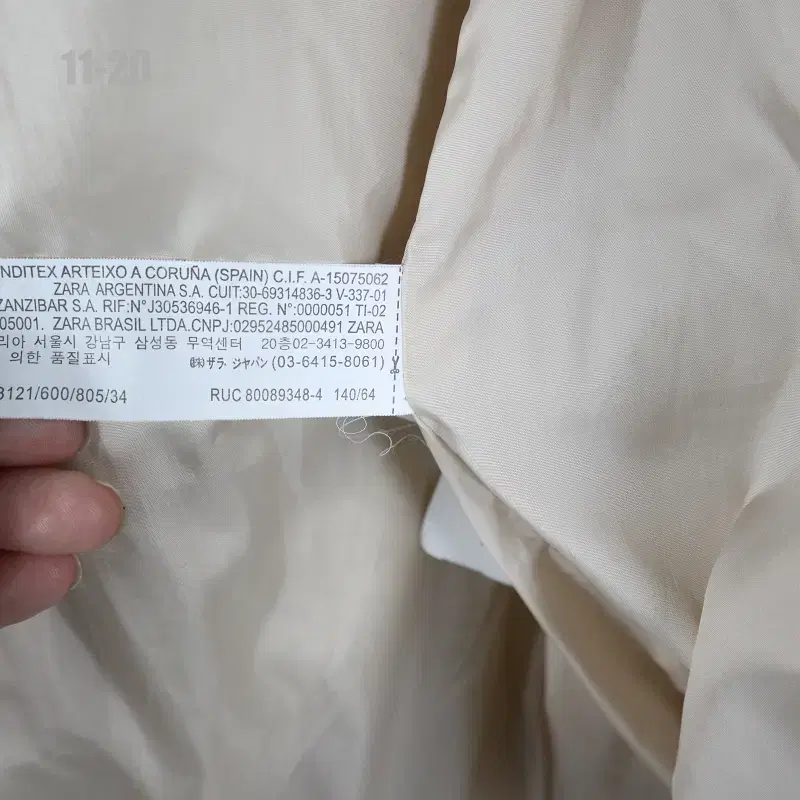 11-20
NDITEX ARTEIXO A CORUÑA (SPAIN) C.I.F. A-15075062
ZARA ARGENTINA S.A. CUIT:30-69314836-3 V-337-01
ZANZIBAR S.A. RIF:N°J30536946-1 REG. N°:0000051 TI-02
05001. ZARA BRASIL LTDA.CNPJ:02952485000491 ZARA
리아 서울시 강남구 삼성동 무역센터 20층02-3413-9800
의한 품질표시 ㈱ザラ・ジャパン (03-6415-8061)
3121/600/805/34 RUC 80089348-4 140/64